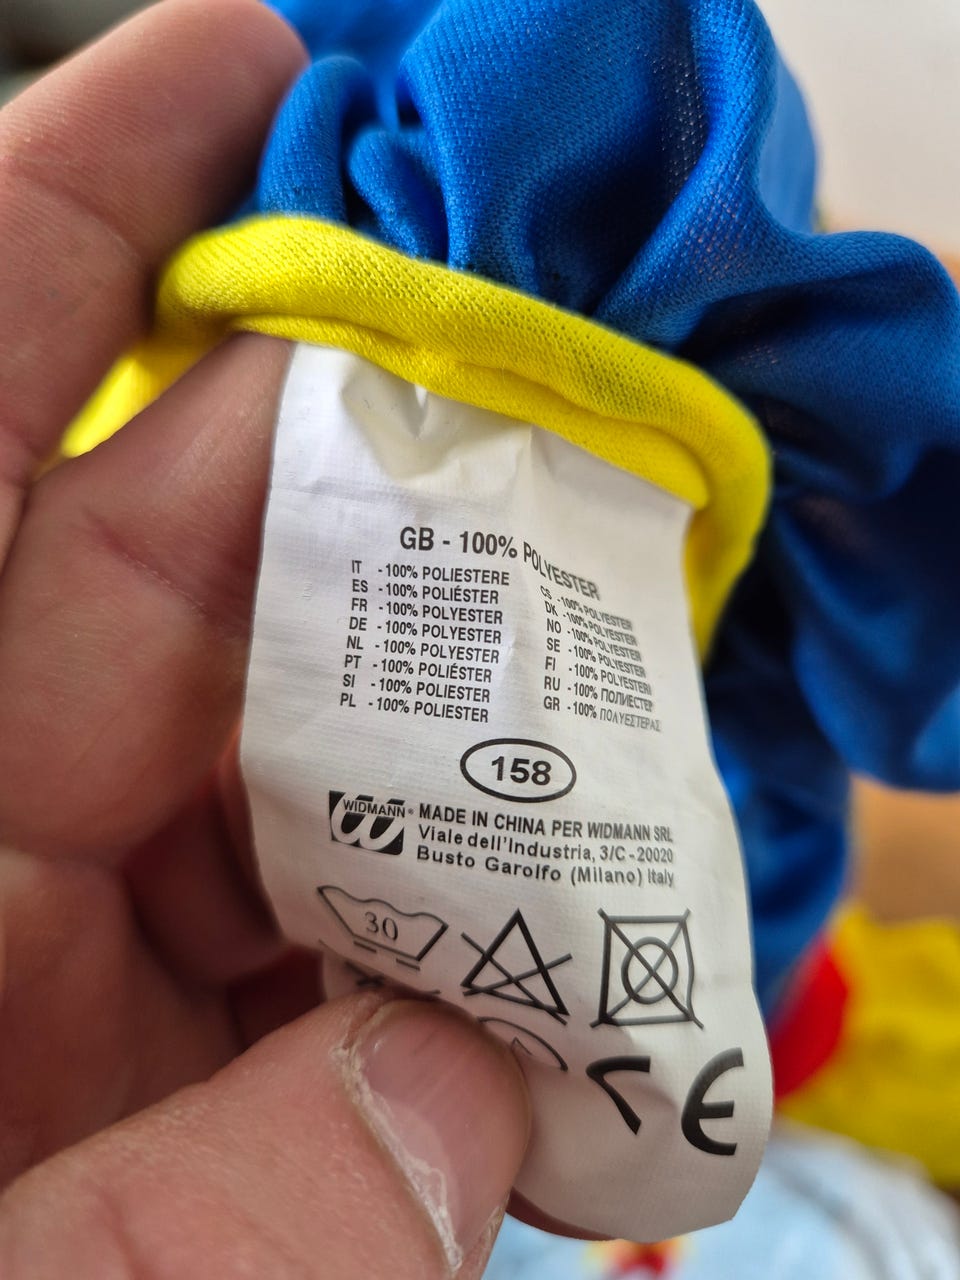 GB - 100% POLYESTER
IT - 100% POLIESTERE
ES - 100% POLIÉSTER
FR - 100% POLYESTER
DE - 100% POLYESTER
NL - 100% POLYESTER
PT - 100% POLIÉSTER
SI - 100% POLIESTER
PL - 100% POLIESTER
CS - 100% POLYESTER
DK - 100% POLYESTER
NO - 100% POLYESTER
SE - 100% POLYESTER
FI - 100% POLYESTERI
RU - 100% ПОЛИЕСТЕР
GR - 100% ΠΟΛΥΕΣΤΕΡΑΣ
158
WIDMANN® MADE IN CHINA PER WIDMANN SRL
Viale dell'Industria, 3/C - 20020
Busto Garolfo (Milano) Italy
30
CE